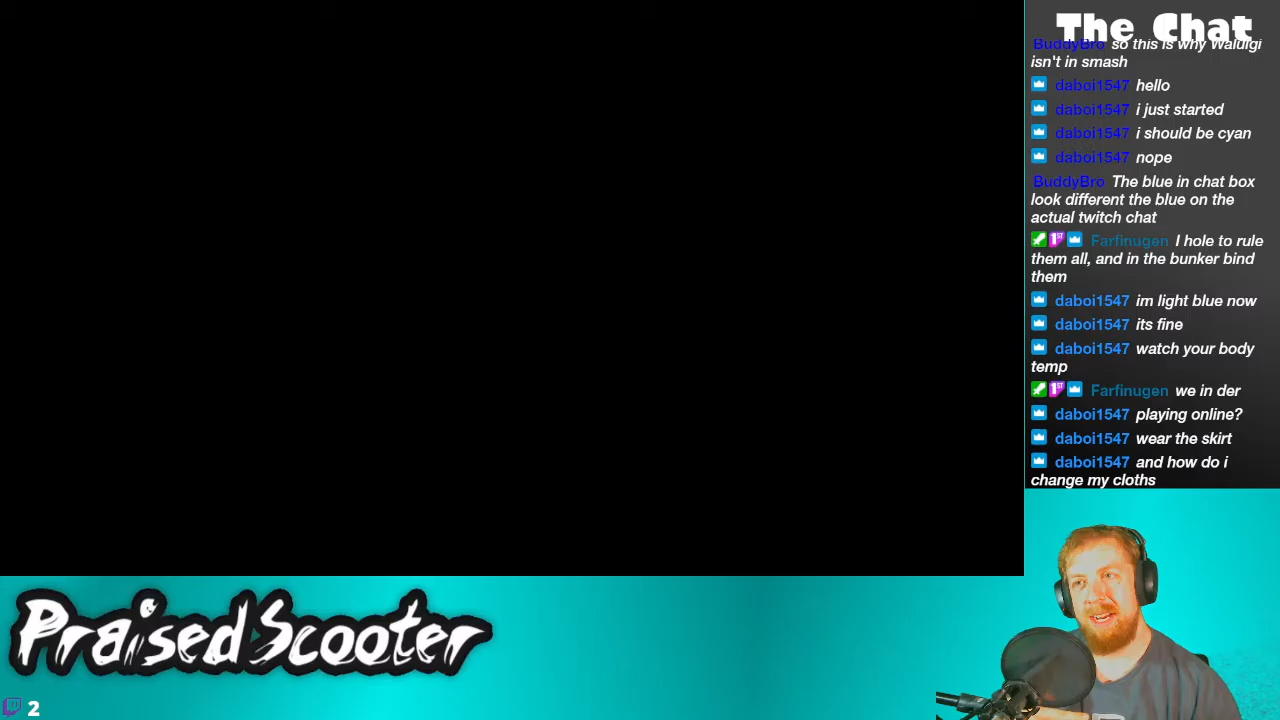 The Chat
BuddyBro so this is why Waluigi
isn't in smash
daboi1547 hello
daboi1547 i just started
daboi1547 i should be cyan
daboi1547 nope
BuddyBro The blue in chat box
look different the blue on the
actual twitch chat
1ST Farfinugen I hole to rule
them all, and in the bunker bind
them
daboi1547 im light blue now
daboi1547 its fine
daboi1547 watch your body
temp
1ST Farfinugen we in der
daboi1547 playing online?
daboi1547 wear the skirt
daboi1547 and how do i
change my cloths
PraisedScooter
2